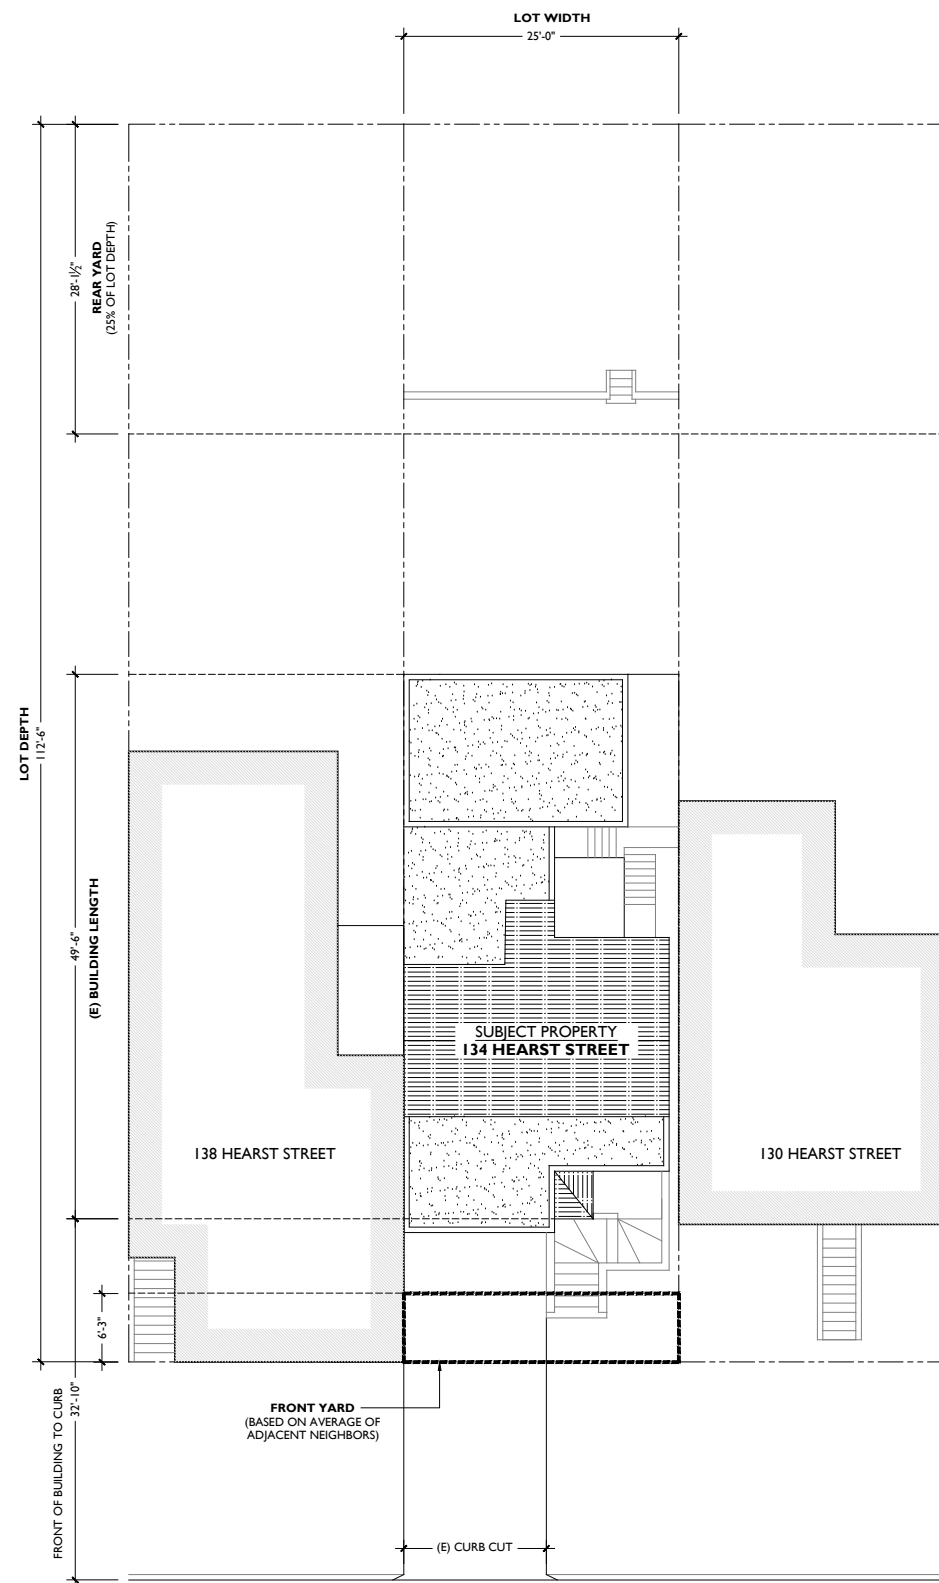 LOT WIDTH
25'-0"
28'-1½"
REAR YARD
(25% OF LOT DEPTH)
LOT DEPTH
112'-6"
49'-6"
(E) BUILDING LENGTH
SUBJECT PROPERTY
134 HEARST STREET
138 HEARST STREET
130 HEARST STREET
6'-3"
FRONT OF BUILDING TO CURB
32'-10"
FRONT YARD
(BASED ON AVERAGE OF
ADJACENT NEIGHBORS)
(E) CURB CUT